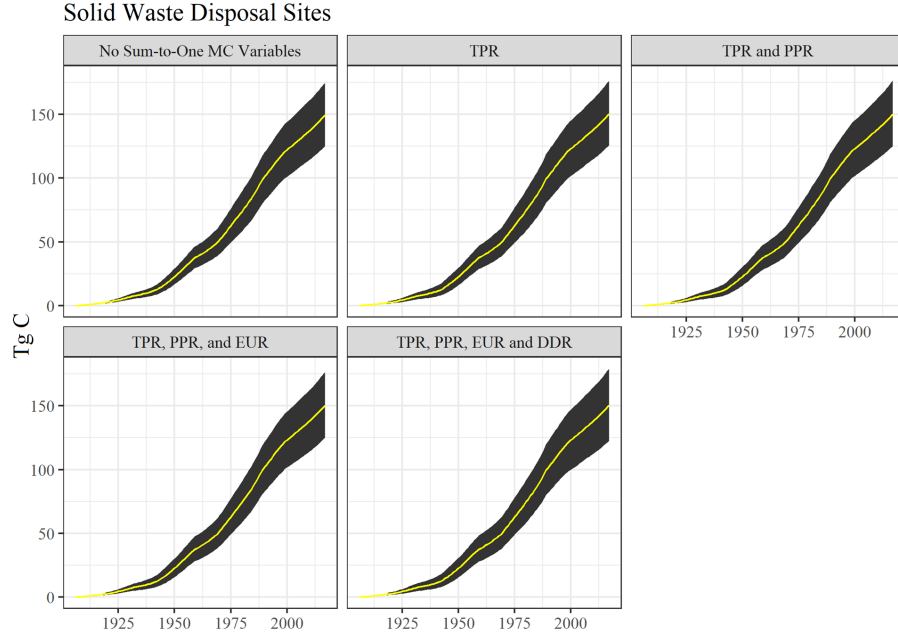 Solid Waste Disposal Sites
No Sum-to-One MC Variables
TPR
TPR and PPR
150
100
50
0
1925 1950 1975 2000
Tg C
TPR, PPR, and EUR
TPR, PPR, EUR and DDR
150
100
50
0
1925 1950 1975 2000
1925 1950 1975 2000